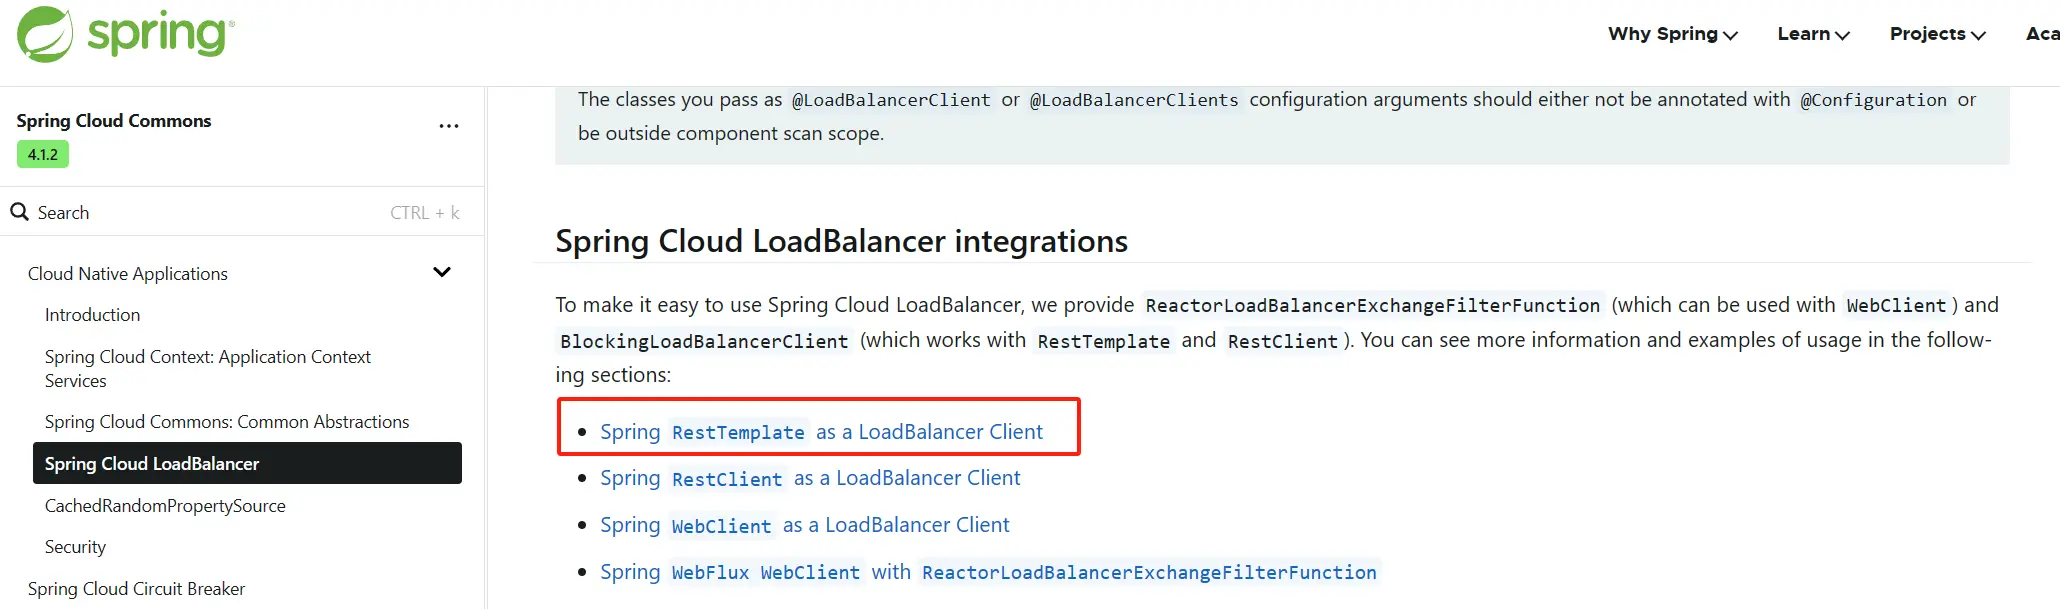 spring
Why Spring
Learn
Projects
Aca
Spring Cloud Commons
...
4.1.2
Search
CTRL + k
Cloud Native Applications
Introduction
Spring Cloud Context: Application Context
Services
Spring Cloud Commons: Common Abstractions
Spring Cloud LoadBalancer
CachedRandomPropertySource
Security
Spring Cloud Circuit Breaker
The classes you pass as @LoadBalancerClient or @LoadBalancerClients configuration arguments should either not be annotated with @Configuration or
be outside component scan scope.
Spring Cloud LoadBalancer integrations
To make it easy to use Spring Cloud LoadBalancer, we provide ReactorLoadBalancerExchangeFilterFunction (which can be used with WebClient) and
BlockingLoadBalancerClient (which works with RestTemplate and RestClient). You can see more information and examples of usage in the follow-
ing sections:
• Spring RestTemplate as a LoadBalancer Client
• Spring RestClient as a LoadBalancer Client
• Spring WebClient as a LoadBalancer Client
• Spring WebFlux WebClient with ReactorLoadBalancerExchangeFilterFunction